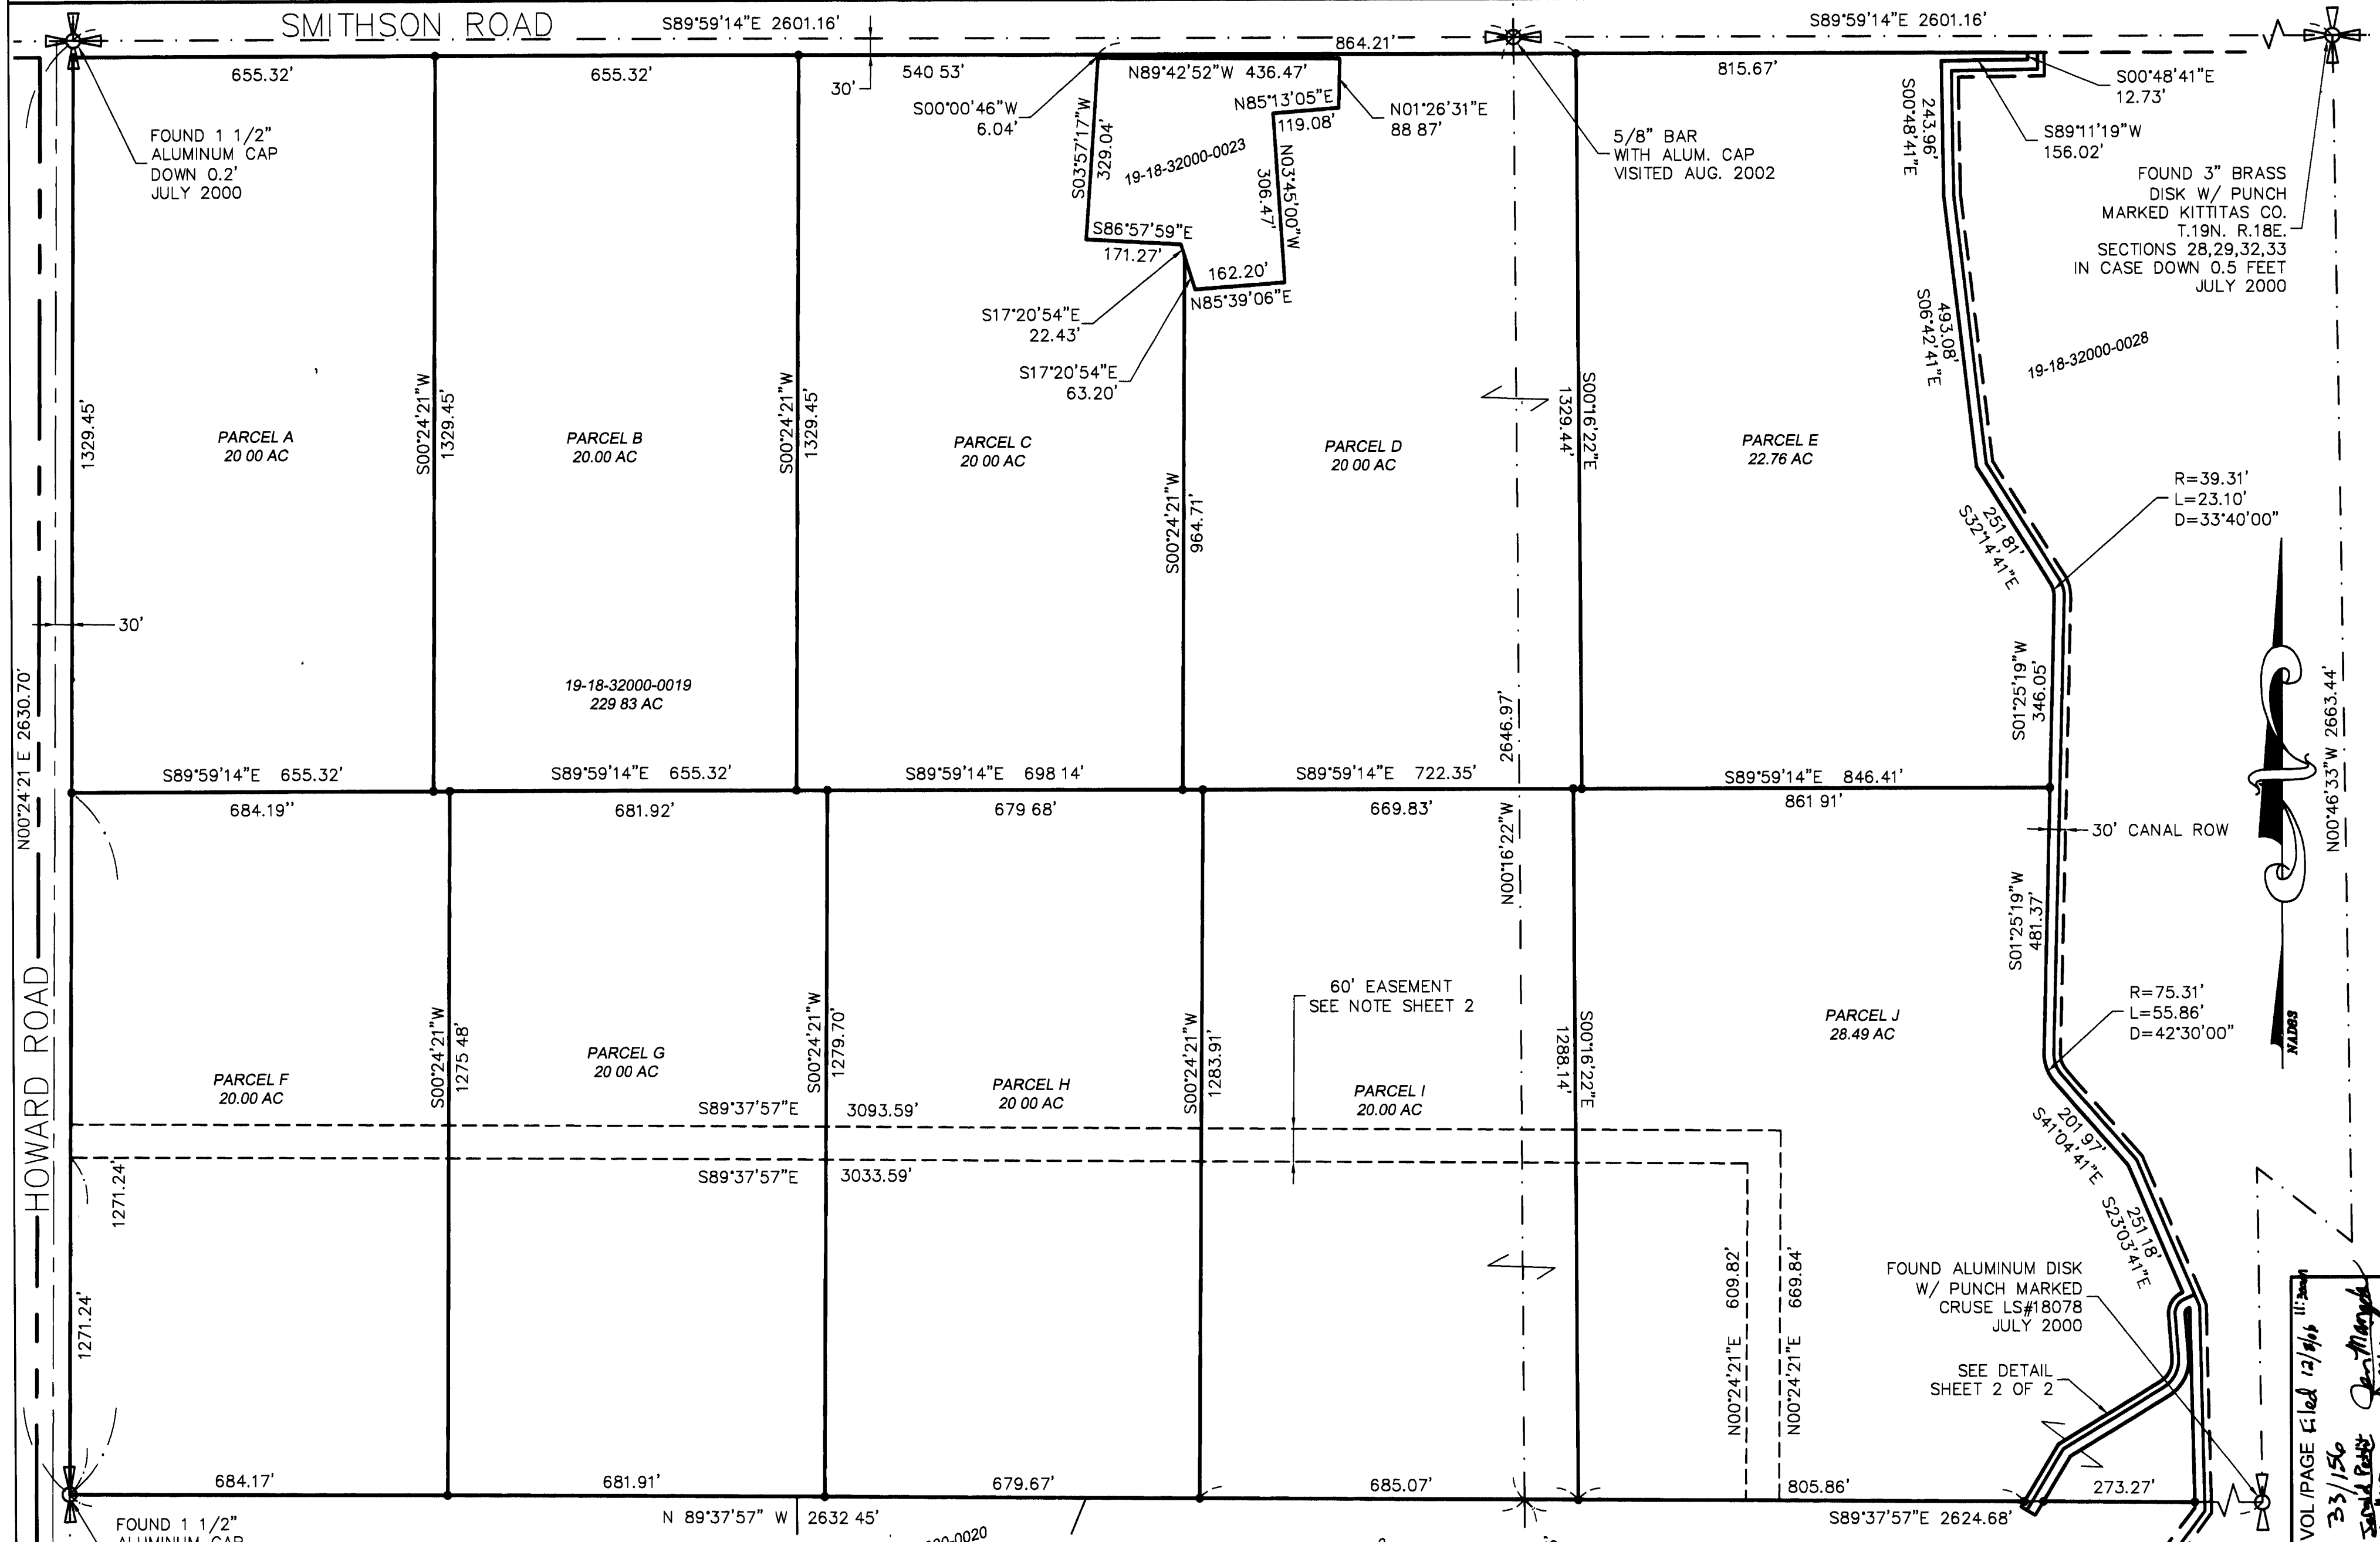 SMITHSON ROAD
S89°59'14"E 2601.16'
S89°59'14"E 2601.16'
864.21'
655.32'
655.32'
540 53'
30'
N89°42'52"W 436.47'
815.67'
S00°48'41"E
12.73'
S00°00'46"W
6.04'
N85°13'05"E
119.08'
N01°26'31"E
88 87'
S89°11'19"W
156.02'
243.96'
S00°48'41"E
FOUND 1 1/2"
ALUMINUM CAP
DOWN 0.2'
JULY 2000
S03°57'17"W
329.04'
19-18-32000-0023
N03°45'00"W
306.47'
5/8" BAR
WITH ALUM. CAP
VISITED AUG. 2002
FOUND 3" BRASS
DISK W/ PUNCH
MARKED KITTITAS CO.
T.19N. R.18E.
SECTIONS 28,29,32,33
IN CASE DOWN 0.5 FEET
JULY 2000
S86°57'59"E
171.27'
162.20'
N85°39'06"E
S17°20'54"E
22.43'
S17°20'54"E
63.20'
493.08'
S06°42'41"E
19-18-32000-0028
1329.45'
S00°24'21"W
1329.45'
S00°24'21"W
1329.45'
S00°16'22"E
1329.44'
PARCEL A
20 00 AC
PARCEL B
20.00 AC
PARCEL C
20 00 AC
PARCEL D
20 00 AC
PARCEL E
22.76 AC
S00°24'21"W
964.71'
R=39.31'
L=23.10'
D=33°40'00"
251 81'
S32°14'41"E
30'
19-18-32000-0019
229 83 AC
N00°24'21 E 2630.70'
2646.97'
S01°25'19"W
346.05'
N00°46'33"W 2663.44'
S89°59'14"E 655.32'
S89°59'14"E 655.32'
S89°59'14"E 698 14'
S89°59'14"E 722.35'
S89°59'14"E 846.41'
684.19''
681.92'
679 68'
669.83'
861 91'
N00°16'22"W
30' CANAL ROW
S01°25'19"W
481.37'
HOWARD ROAD
60' EASEMENT
SEE NOTE SHEET 2
R=75.31'
L=55.86'
D=42°30'00"
NAD83
PARCEL J
28.49 AC
S00°24'21"W
1275 48'
S00°24'21"W
1279.70'
S00°24'21"W
1283.91'
S00°16'22"E
1288.14'
PARCEL F
20.00 AC
PARCEL G
20 00 AC
PARCEL H
20 00 AC
PARCEL I
20.00 AC
S89°37'57"E 3093.59'
S89°37'57"E 3033.59'
201 97'
S41°04'41"E
251 18'
S23°03'41"E
1271.24'
1271.24'
N00°24'21"E 609.82'
N00°24'21"E 669.84'
FOUND ALUMINUM DISK
W/ PUNCH MARKED
CRUSE LS#18078
JULY 2000
SEE DETAIL
SHEET 2 OF 2
684.17'
681.91'
679.67'
685.07'
805.86'
273.27'
N 89°37'57" W 2632 45'
S89°37'57"E 2624.68'
FOUND 1 1/2"
ALUMINUM CAP
-0020
VOL/PAGE Filed
33/156